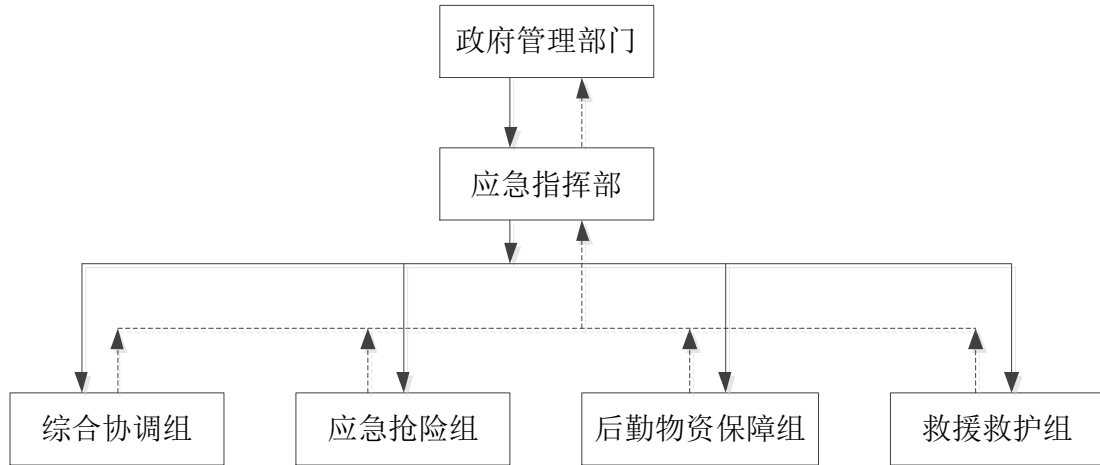 政府管理部门
应急指挥部
综合协调组
应急抢险组
后勤物资保障组
救援救护组